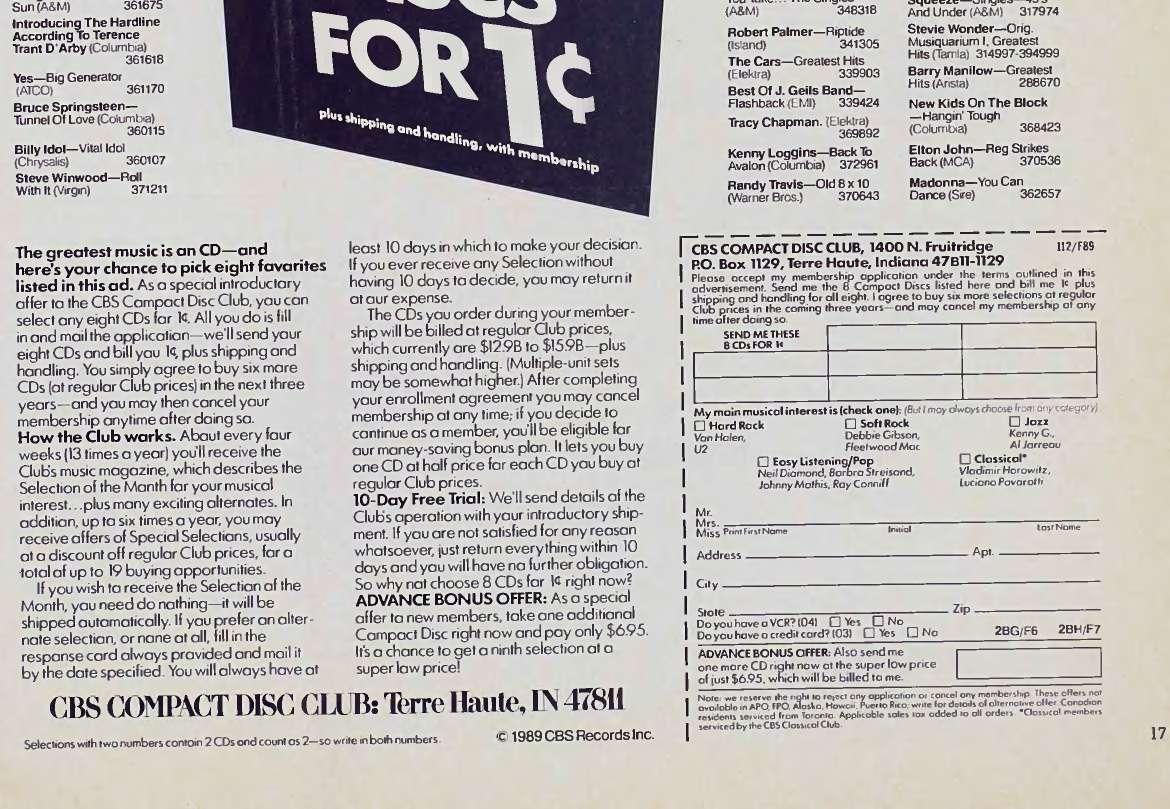 Sun (A&M) 361675
Introducing The Hardline
According To Terence
Trant D'Arby (Columbia)
361618
Yes—Big Generator
(ATCO) 361170
Bruce Springsteen—
Tunnel Of Love (Columbia)
360115
Billy Idol—Vital Idol
(Chrysalis) 360107
Steve Winwood—Roll
With It (Virgin) 371211
FOR 1¢
plus shipping and handling, with membership
(A&M) 348318
Robert Palmer—Riptide
(Island) 341305
The Cars—Greatest Hits
(Elektra) 339903
Best Of J. Geils Band—
Flashback (EMI) 339424
Tracy Chapman. (Elektra)
369892
Kenny Loggins—Back To
Avalon (Columbia) 372961
Randy Travis—Old 8 x 10
(Warner Bros.) 370643
And Under (A&M) 317974
Stevie Wonder—Orig.
Musiquarium I, Greatest
Hits (Tamla) 314997-394999
Barry Manilow—Greatest
Hits (Arista) 288670
New Kids On The Block
—Hangin' Tough
(Columbia) 368423
Elton John—Reg Strikes
Back (MCA) 370536
Madonna—You Can
Dance (Sire) 362657
The greatest music is an CD—and
here's your chance to pick eight favorites
listed in this ad. As a special introductory
offer to the CBS Compact Disc Club, you can
select any eight CDs for 1¢. All you do is fill
in and mail the application—we'll send your
eight CDs and bill you 1¢, plus shipping and
handling. You simply agree to buy six more
CDs (at regular Club prices) in the next three
years—and you may then cancel your
membership anytime after doing so.
How the Club works. About every four
weeks (13 times a year) you'll receive the
Club's music magazine, which describes the
Selection of the Month for your musical
interest...plus many exciting alternates. In
addition, up to six times a year, you may
receive offers of Special Selections, usually
at a discount off regular Club prices, for a
total of up to 19 buying opportunities.
If you wish to receive the Selection of the
Month, you need do nothing—it will be
shipped automatically. If you prefer an alter-
nate selection, or none at all, fill in the
response card always provided and mail it
by the date specified. You will always have at
least 10 days in which to make your decision.
If you ever receive any Selection without
having 10 days to decide, you may return it
at our expense.
The CDs you order during your member-
ship will be billed at regular Club prices,
which currently are $12.98 to $15.98—plus
shipping and handling. (Multiple-unit sets
may be somewhat higher.) After completing
your enrollment agreement you may cancel
membership at any time; if you decide to
continue as a member, you'll be eligible for
our money-saving bonus plan. It lets you buy
one CD at half price for each CD you buy at
regular Club prices.
10-Day Free Trial: We'll send details of the
Club's operation with your introductory ship-
ment. If you are not satisfied for any reason
whatsoever, just return everything within 10
days and you will have no further obligation.
So why not choose 8 CDs for 1¢ right now?
ADVANCE BONUS OFFER: As a special
offer to new members, take one additional
Compact Disc right now and pay only $6.95.
It's a chance to get a ninth selection at a
super low price!
CBS COMPACT DISC CLUB: Terre Haute, IN 47811
Selections with two numbers contain 2 CDs and count as 2—so write in both numbers.
© 1989 CBS Records Inc.
CBS COMPACT DISC CLUB, 1400 N. Fruitridge 112/F89
P.O. Box 1129, Terre Haute, Indiana 47811-1129
Please accept my membership application under the terms outlined in this
advertisement. Send me the 8 Compact Discs listed here and bill me 1¢ plus
shipping and handling for all eight. I agree to buy six more selections at regular
Club prices in the coming three years—and may cancel my membership at any
time after doing so.
SEND ME THESE
8 CDs FOR 1¢
My main musical interest is (check one): (But I may always choose from any category)
Hard Rock
Van Halen,
U2
Soft Rock
Debbie Gibson,
Fleetwood Mac
Jazz
Kenny G.,
Al Jarreau
Easy Listening/Pop
Neil Diamond, Barbra Streisand,
Johnny Mathis, Ray Conniff
Classical*
Vladimir Horowitz,
Luciano Pavarotti
Mr.
Mrs.
Miss Print First Name Initial Last Name
Address Apt.
City
State Zip
Do you have a VCR? (04) Yes No
Do you have a credit card? (03) Yes No 2BG/F6 2BH/F7
ADVANCE BONUS OFFER: Also send me
one more CD right now at the super low price
of just $6.95, which will be billed to me.
Note: we reserve the right to reject any application or cancel any membership. These offers not
available in APO, FPO, Alaska, Hawaii, Puerto Rico; write for details of alternative offer. Canadian
residents serviced from Toronto. Applicable sales tax added to all orders. *Classical members
serviced by the CBS Classical Club.
17